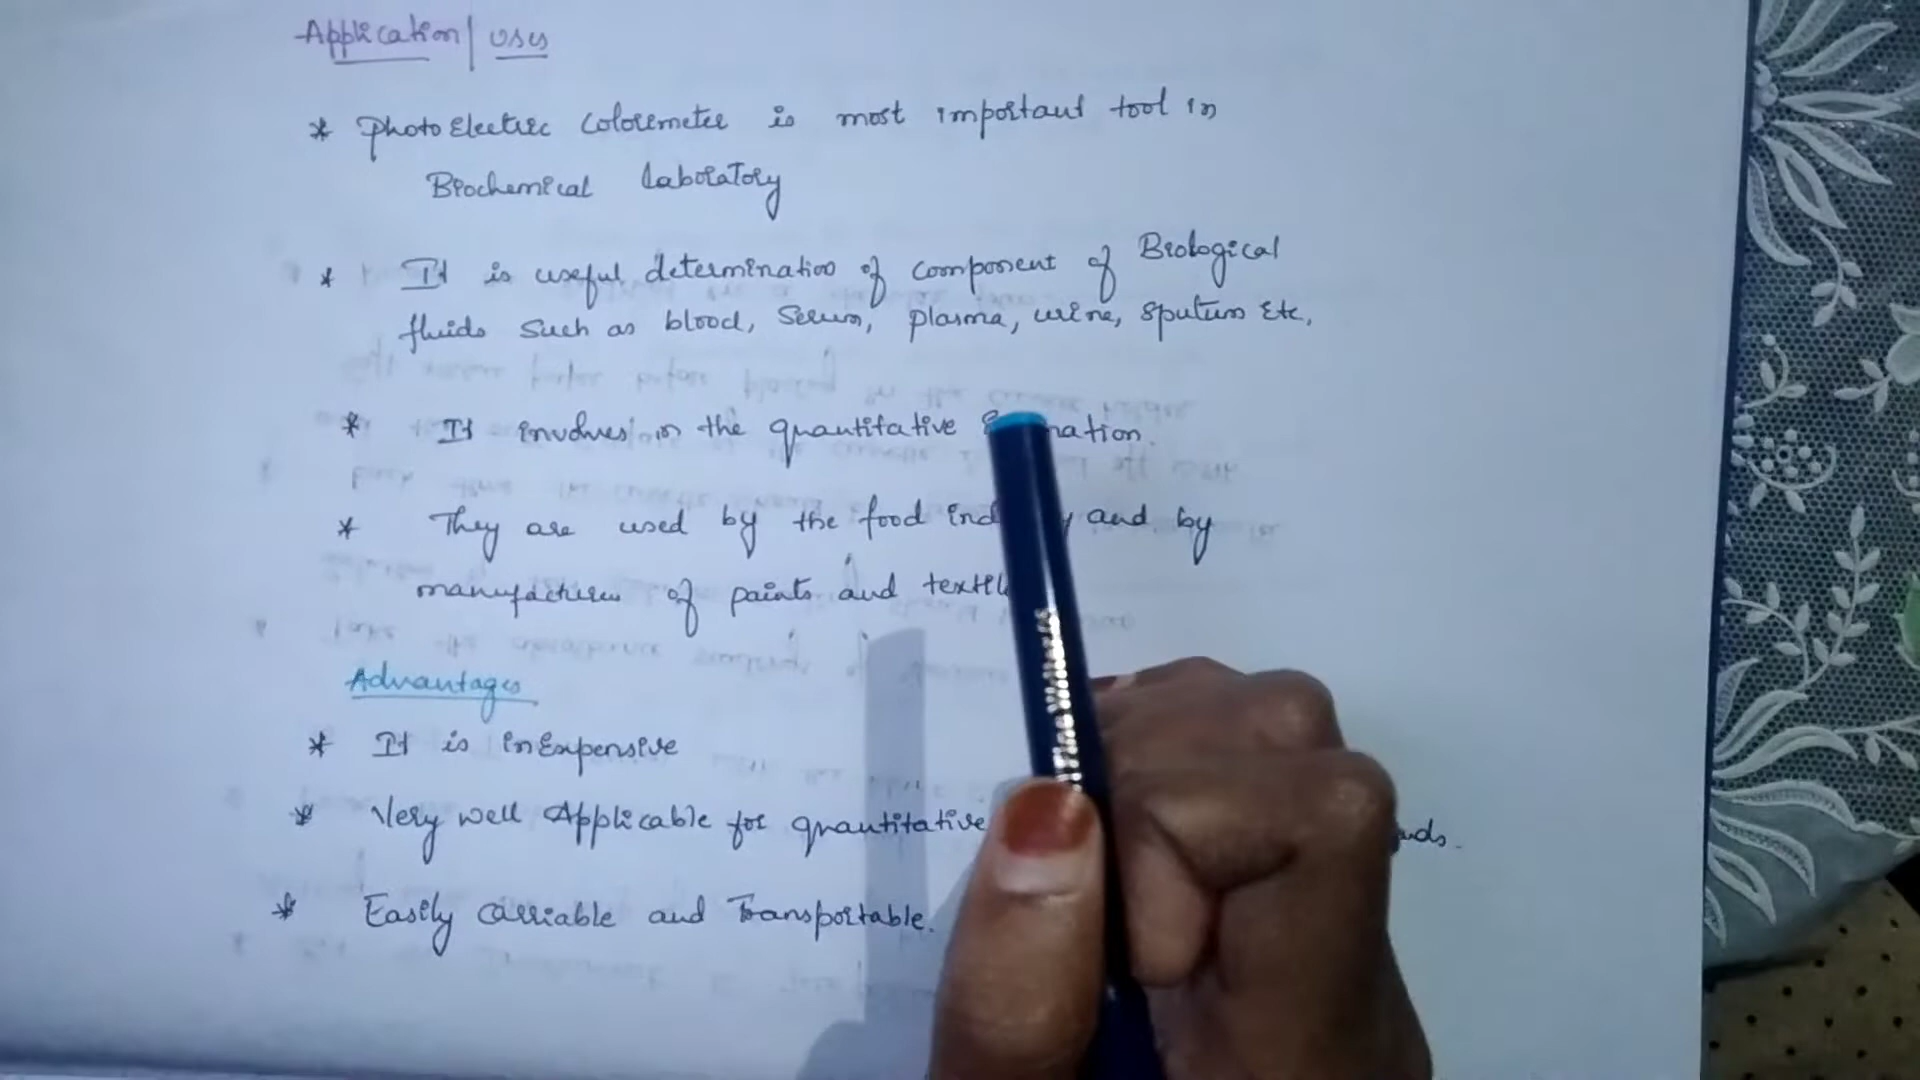 Application/uses
* Photo Electric Colorimeter is most important tool in
Biochemical Laboratory
* It is useful determination of component of Biological
fluids such as blood, Serum, plasma, urine, sputum Etc,
* It involves in the quantitative
* They are used by the food and by
manufacturers of paints and
Advantages
* It is inExpensive
* Very well Applicable for quantitative
* Easily carriable and Transportable.